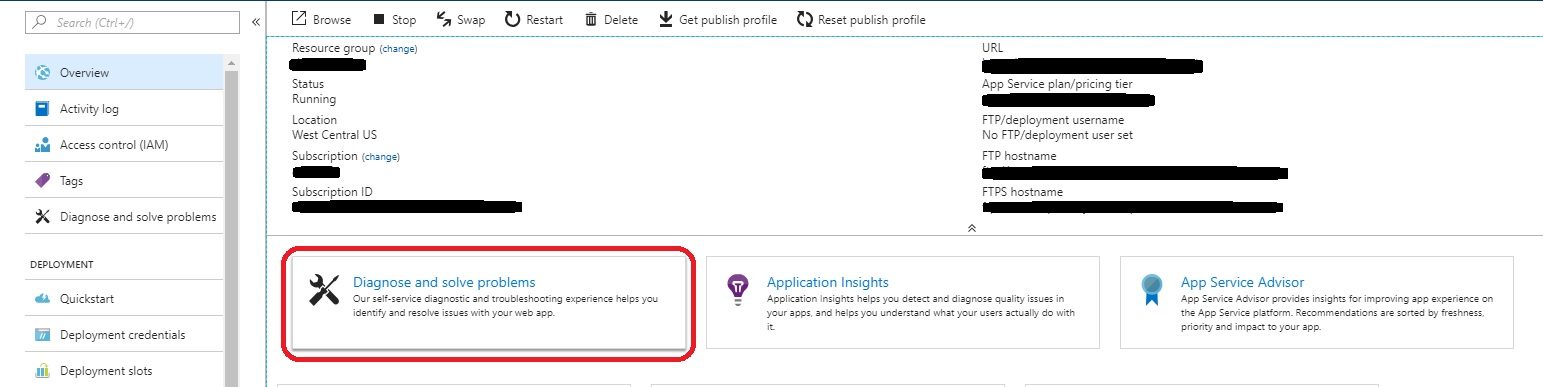 Search (Ctrl+/)
«
Overview
Activity log
Access control (IAM)
Tags
Diagnose and solve problems
DEPLOYMENT
Quickstart
Deployment credentials
Deployment slots
Browse
Stop
Swap
Restart
Delete
Get publish profile
Reset publish profile
Resource group (change)
Status
Running
Location
West Central US
Subscription (change)
Subscription ID
URL
App Service plan/pricing tier
FTP/deployment username
No FTP/deployment user set
FTP hostname
FTPS hostname
Diagnose and solve problems
Our self-service diagnostic and troubleshooting experience helps you
identify and resolve issues with your web app.
Application Insights
Application Insights helps you detect and diagnose quality issues in
your apps, and helps you understand what your users actually do with
it.
App Service Advisor
App Service Advisor provides insights for improving app experience on
the App Service platform. Recommendations are sorted by freshness,
priority and impact to your app.